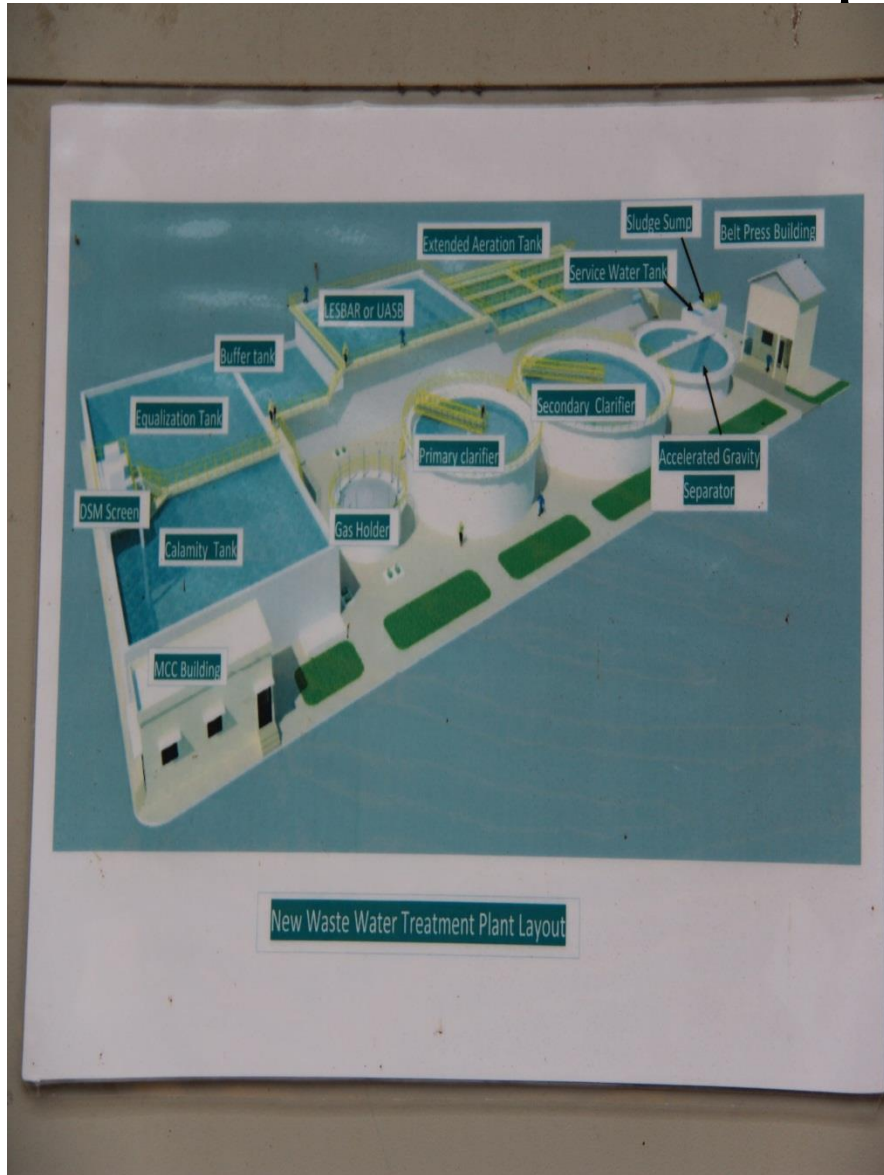 Sludge Sump
Belt Press Building
Extended Aeration Tank
Service Water Tank
LESBAR or UASB
Buffer tank
Equalization Tank
Secondary Clarifier
Primary clarifier
Accelerated Gravity
Separator
DSM Screen
Gas Holder
Calamity Tank
MCC Building
New Waste Water Treatment Plant Layout